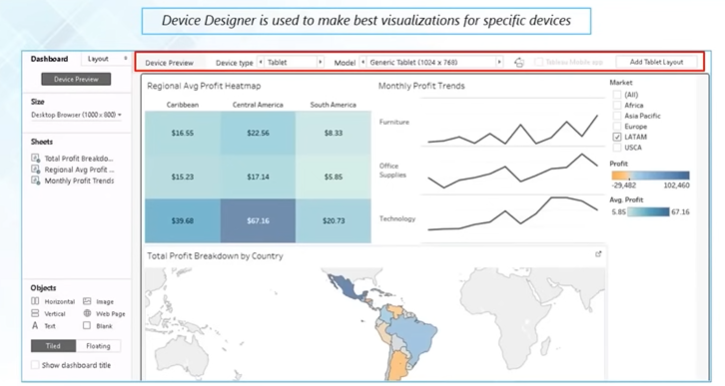 Device Designer is used to make best visualizations for specific devices
Dashboard Layout
Device Preview
Size
Desktop Browser (1000 x 800)
Sheets
Total Profit Breakdo...
Regional Avg Profit ...
Monthly Profit Trends
Objects
Horizontal Image
Vertical Web Page
Text Blank
Tiled Floating
Show dashboard title
Device Preview Device type Tablet Model Generic Tablet (1024 x 768) Tableau Mobile app Add Tablet Layout
Regional Avg Profit Heatmap
Caribbean Central America South America
$16.55 $22.56 $8.33
$15.23 $17.14 $5.85
$39.68 $67.16 $20.73
Monthly Profit Trends
Furniture
Office
Supplies
Technology
Market
(All)
Africa
Asia Pacific
Europe
LATAM
USCA
Profit
-29,482 102,460
Avg. Profit
5.85 67.16
Total Profit Breakdown by Country